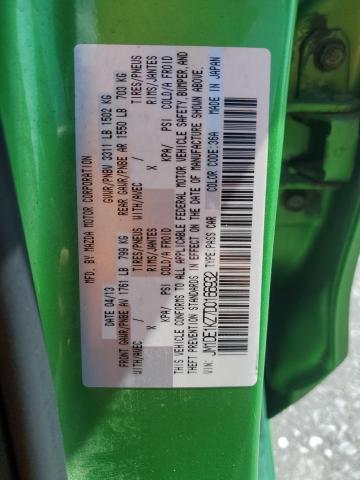 MFD. BY MAZDA MOTOR CORPORATION
DATE 04/13 GVWR/PNBV 3311 LB 1502 KG
FRONT GAWR/PNBE AV 1761 LB 799 KG REAR GAWR/PNBE AR 1550 LB 703 KG
WITH/AVEC TIRES/PNEUS WITH/AVEC TIRES/PNEUS
X RIMS/JANTES X RIMS/JANTES
KPA/ PSI COLD/A FROID KPA/ PSI COLD/A FROID
THIS VEHICLE CONFORMS TO ALL APPLICABLE FEDERAL MOTOR VEHICLE SAFETY, BUMPER, AND
THEFT PREVENTION STANDARDS IN EFFECT ON THE DATE OF MANUFACTURE SHOWN ABOVE.
JM1DE1KZ7D0166932 COLOR CODE: 36A MADE IN JAPAN
VIN: TYPE PASS CAR